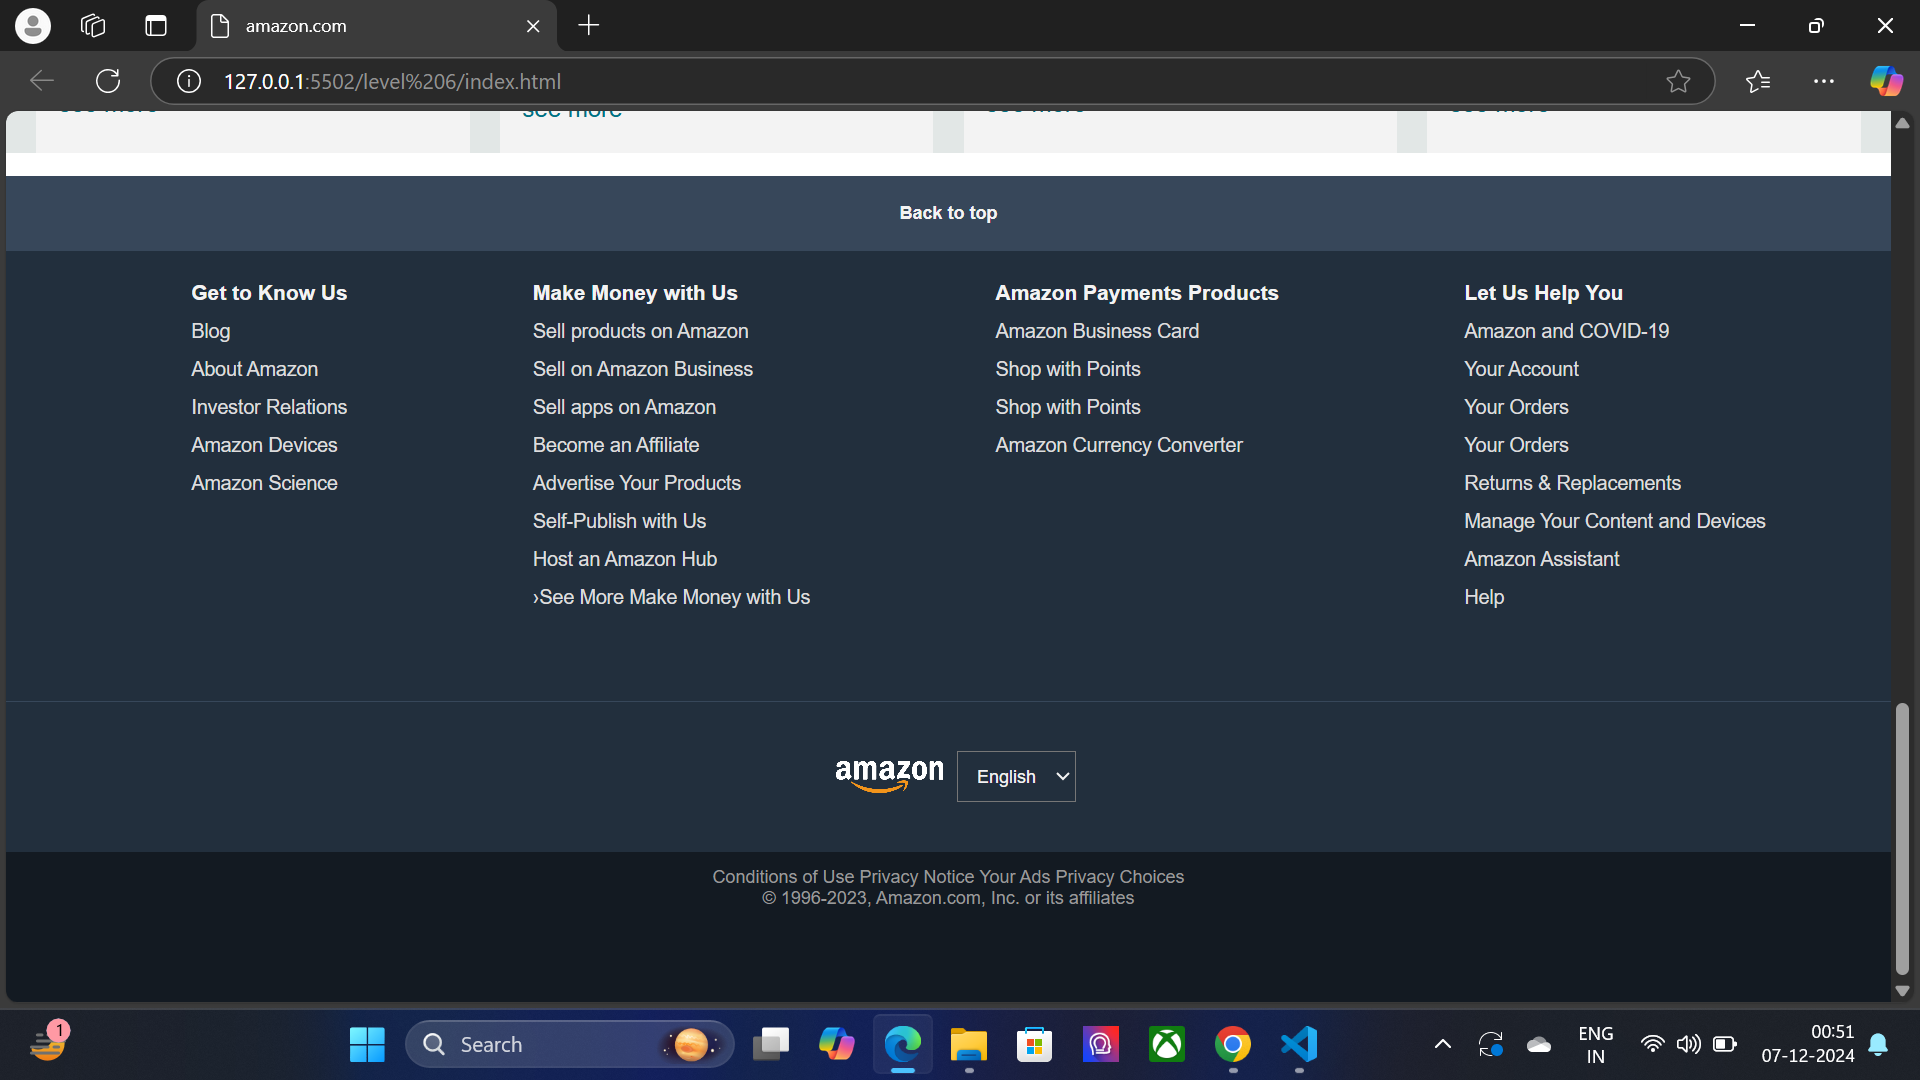 amazon.com
127.0.0.1:5502/level%206/index.html
see more see more see more see more
Back to top
Get to Know Us
Blog
About Amazon
Investor Relations
Amazon Devices
Amazon Science
Make Money with Us
Sell products on Amazon
Sell on Amazon Business
Sell apps on Amazon
Become an Affiliate
Advertise Your Products
Self-Publish with Us
Host an Amazon Hub
›See More Make Money with Us
Amazon Payments Products
Amazon Business Card
Shop with Points
Shop with Points
Amazon Currency Converter
Let Us Help You
Amazon and COVID-19
Your Account
Your Orders
Your Orders
Returns & Replacements
Manage Your Content and Devices
Amazon Assistant
Help
amazon
English
Conditions of Use Privacy Notice Your Ads Privacy Choices
© 1996-2023, Amazon.com, Inc. or its affiliates
1
Search
ENG
IN
00:51
07-12-2024